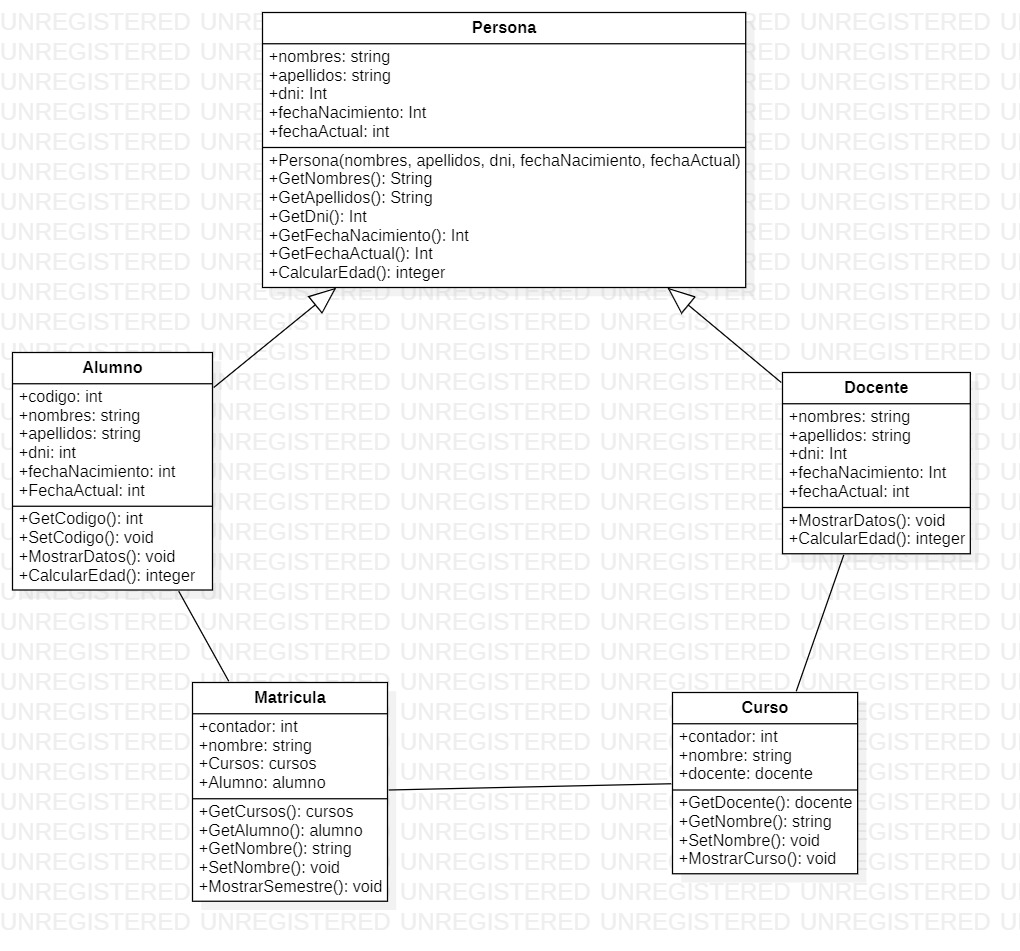 Persona
+nombres: string
+apellidos: string
+dni: Int
+fechaNacimiento: Int
+fechaActual: int
+Persona(nombres, apellidos, dni, fechaNacimiento, fechaActual)
+GetNombres(): String
+GetApellidos(): String
+GetDni(): Int
+GetFechaNacimiento(): Int
+GetFechaActual(): Int
+CalcularEdad(): integer
Alumno
+codigo: int
+nombres: string
+apellidos: string
+dni: int
+fechaNacimiento: int
+FechaActual: int
+GetCodigo(): int
+SetCodigo(): void
+MostrarDatos(): void
+CalcularEdad(): integer
Docente
+nombres: string
+apellidos: string
+dni: Int
+fechaNacimiento: Int
+fechaActual: int
+MostrarDatos(): void
+CalcularEdad(): integer
Matricula
+contador: int
+nombre: string
+Cursos: cursos
+Alumno: alumno
+GetCursos(): cursos
+GetAlumno(): alumno
+GetNombre(): string
+SetNombre(): void
+MostrarSemestre(): void
Curso
+contador: int
+nombre: string
+docente: docente
+GetDocente(): docente
+GetNombre(): string
+SetNombre(): void
+MostrarCurso(): void
UNREGISTERED